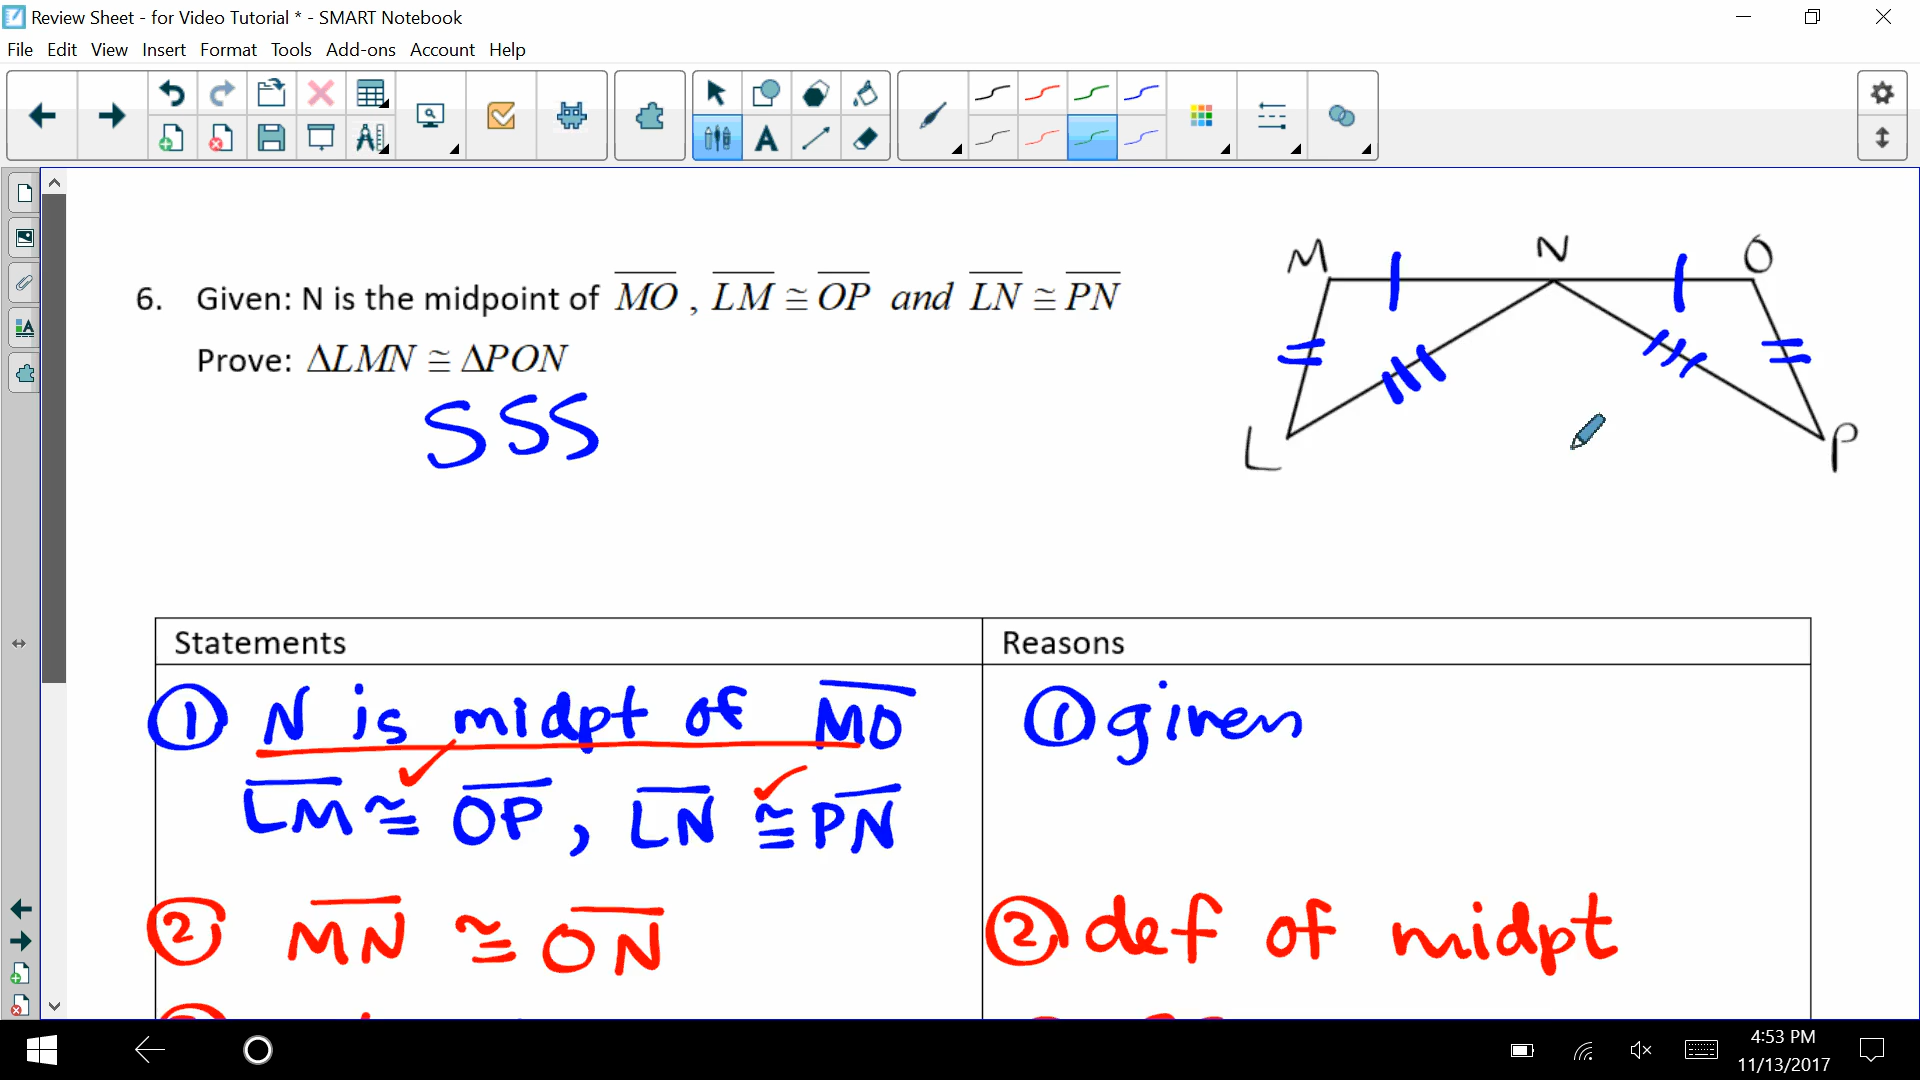 Review Sheet - for Video Tutorial * - SMART Notebook
File Edit View Insert Format Tools Add-ons Account Help
M N O
6. Given: N is the midpoint of MO , LM ≅ OP and LN ≅ PN
Prove: ΔLMN ≅ ΔPON
SSS
L P
Statements Reasons
① N is midpt of MO ① given
LM ≅ OP , LN ≅ PN
② MN ≅ ON ② def of midpt
4:53 PM
11/13/2017